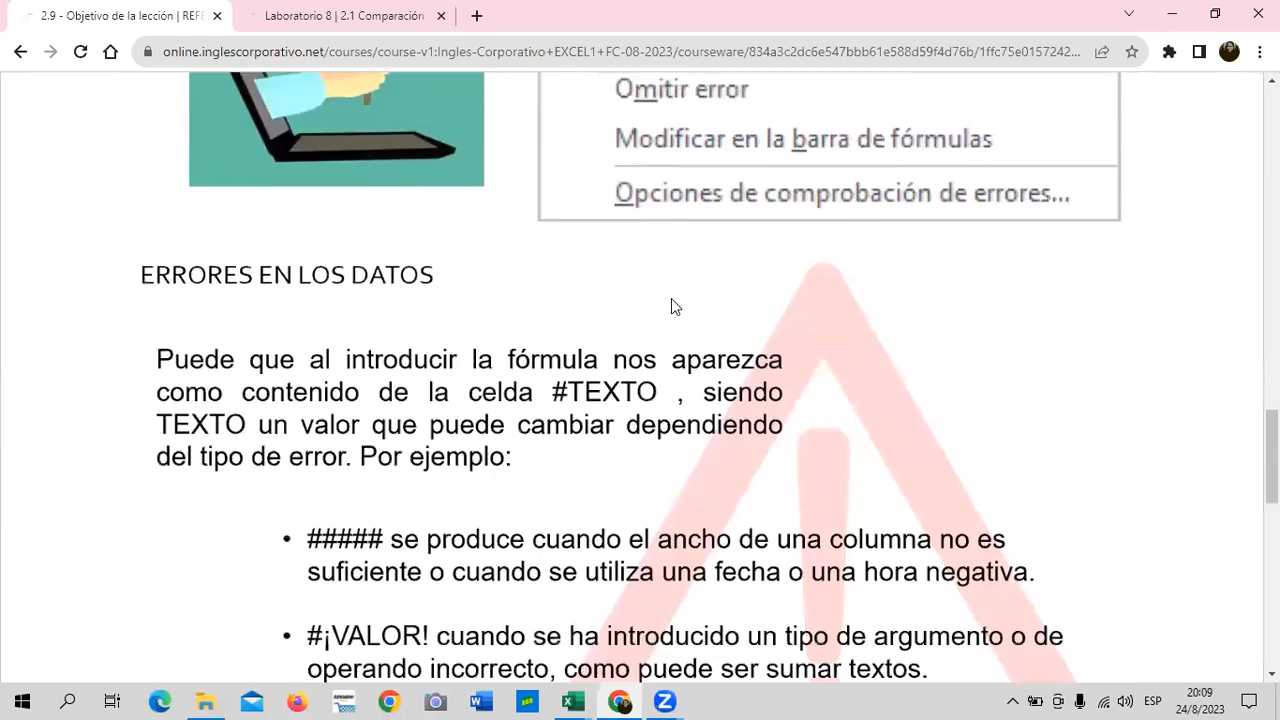 2.9 - Objetivo de la lección | REFE
Laboratorio 8 | 2.1 Comparación
online.inglescorporativo.net/courses/course-v1:Ingles-Corporativo+EXCEL1+FC-08-2023/courseware/834a3c2dc6e547bbb61e588d59f4d76b/1ffc75e0157242...
Omitir error
Modificar en la barra de fórmulas
Opciones de comprobación de errores...
ERRORES EN LOS DATOS
Puede que al introducir la fórmula nos aparezca
como contenido de la celda #TEXTO , siendo
TEXTO un valor que puede cambiar dependiendo
del tipo de error. Por ejemplo:
• ##### se produce cuando el ancho de una columna no es
suficiente o cuando se utiliza una fecha o una hora negativa.
• #¡VALOR! cuando se ha introducido un tipo de argumento o de
operando incorrecto, como puede ser sumar textos.
ESP
20:09
24/8/2023